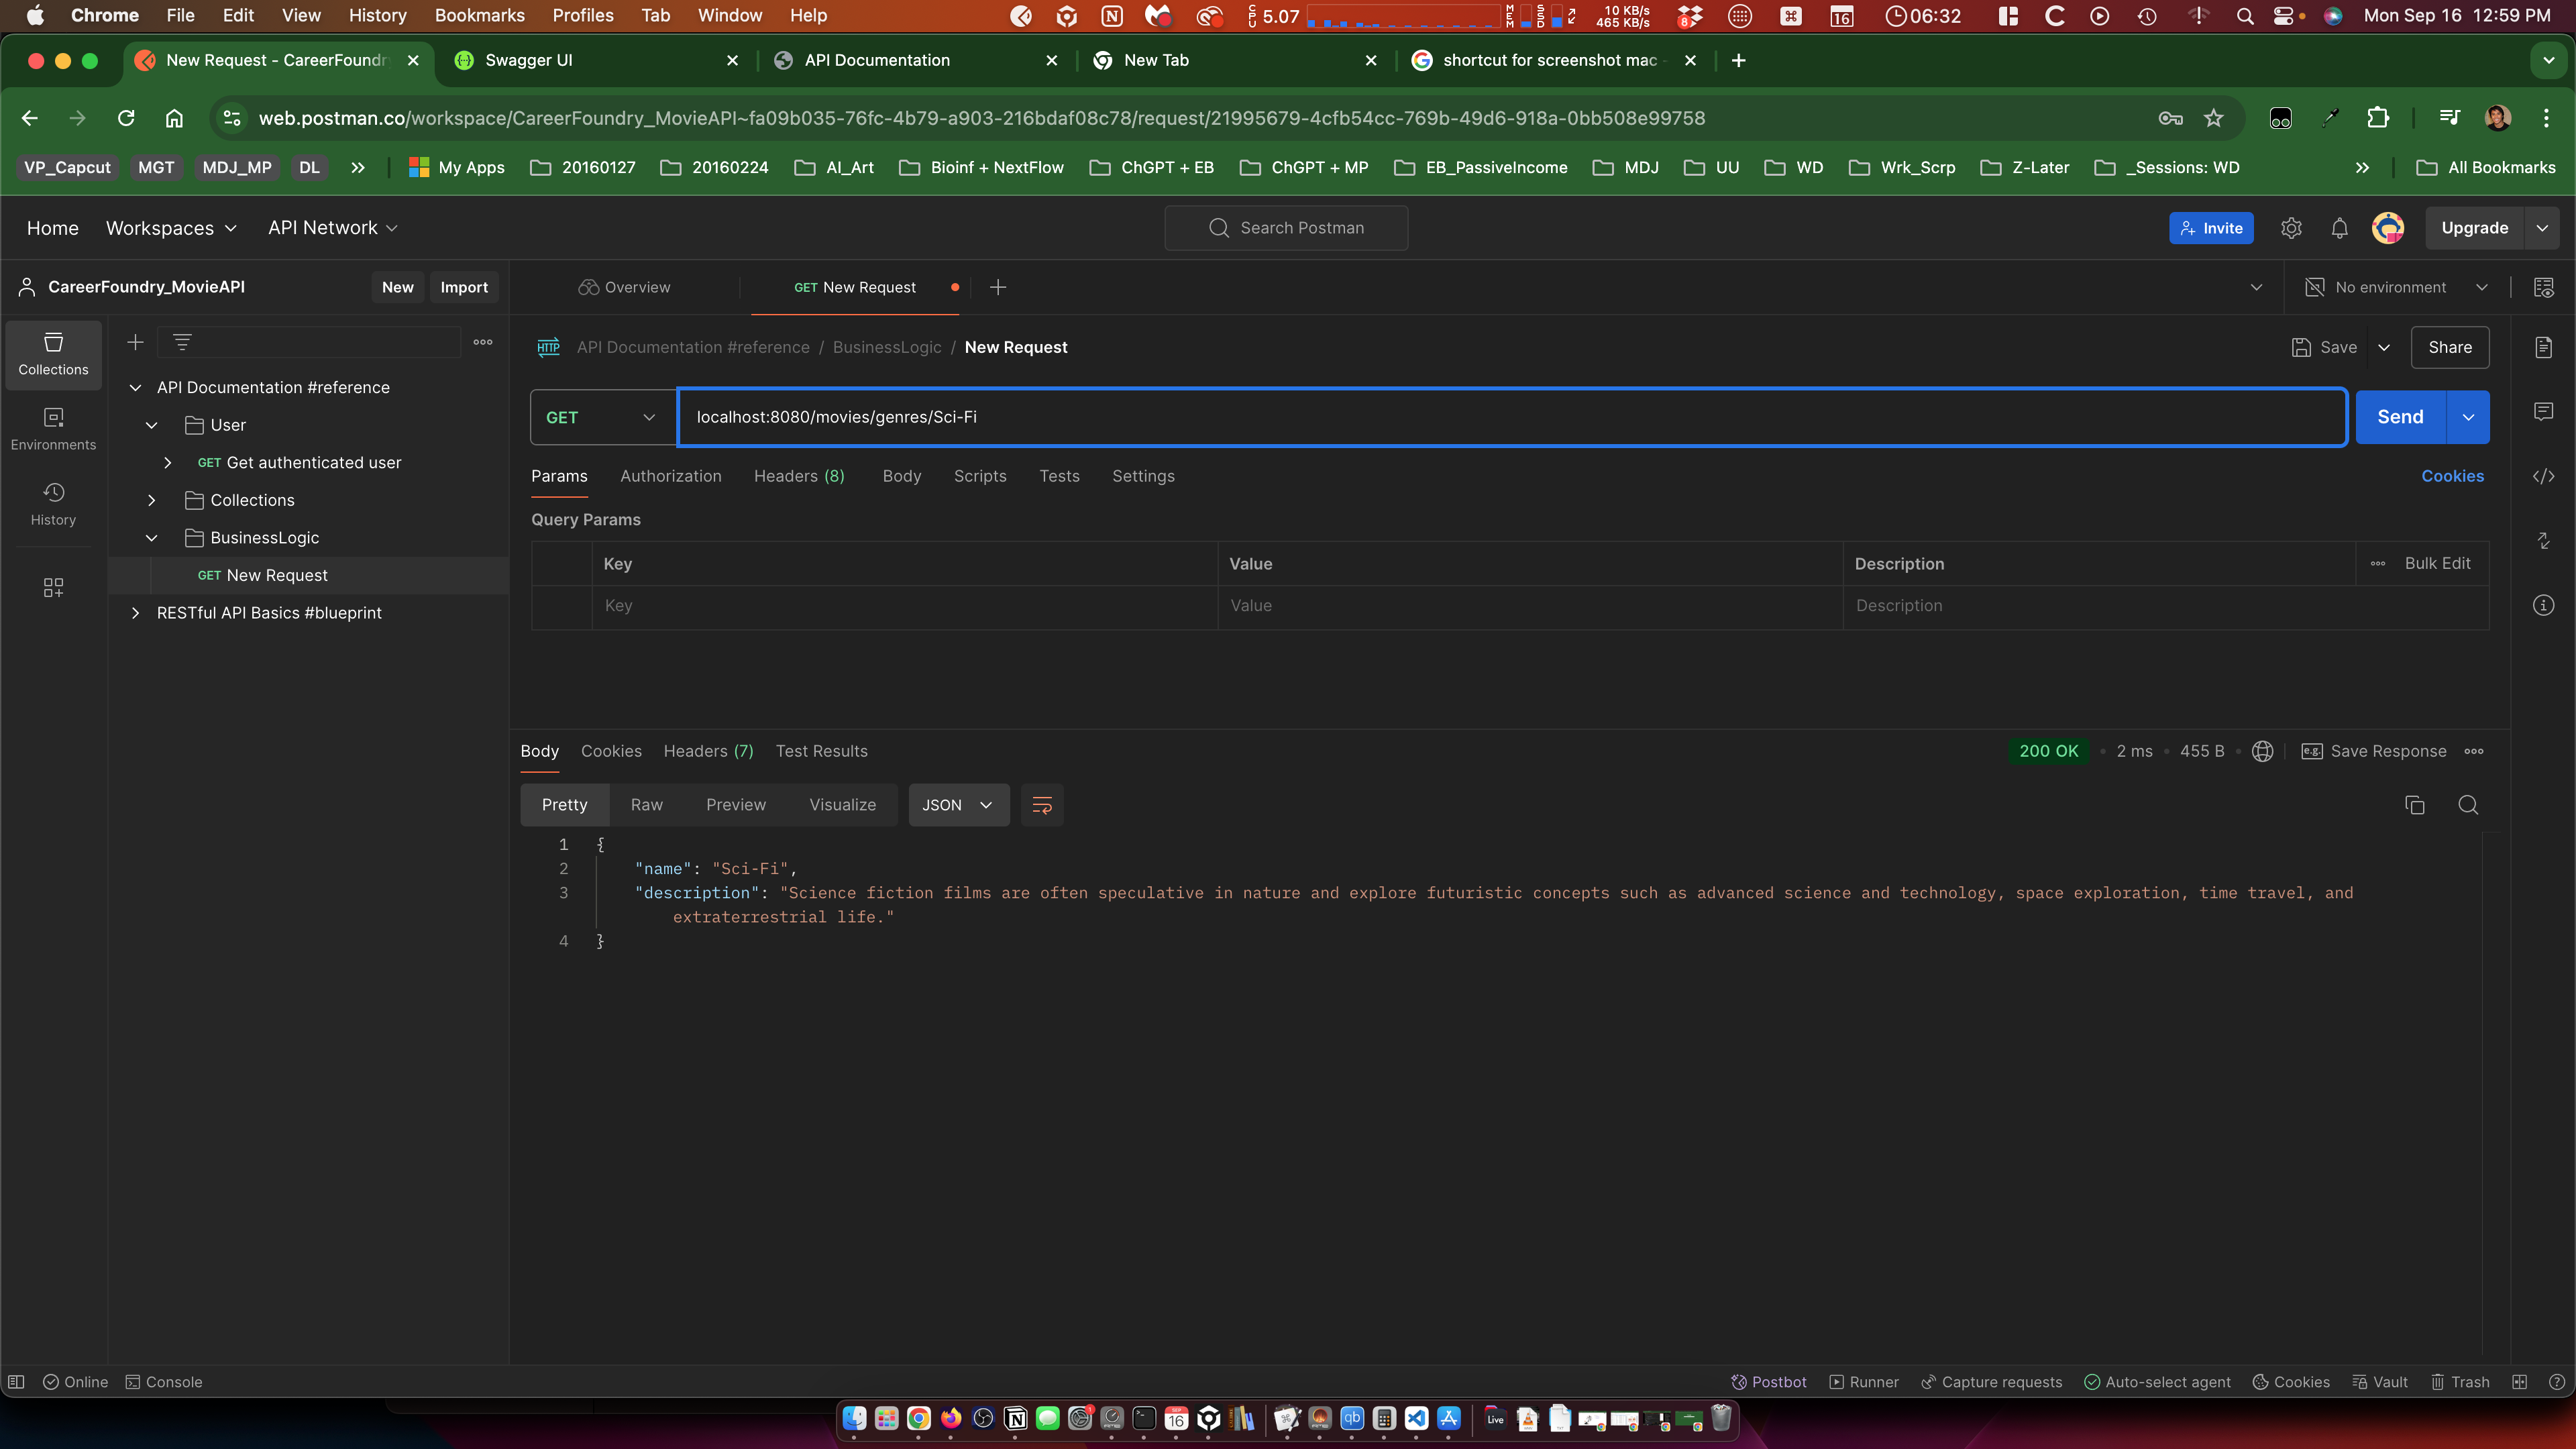 Chrome File Edit View History Bookmarks Profiles Tab Window Help
CPU 5.07 MEM SSD 10 KB/s 465 KB/s 8 16 06:32 Mon Sep 16 12:59 PM
New Request - CareerFoundr Swagger UI API Documentation New Tab shortcut for screenshot mac
web.postman.co/workspace/CareerFoundry_MovieAPI~fa09b035-76fc-4b79-a903-216bdaf08c78/request/21995679-4cfb54cc-769b-49d6-918a-0bb508e99758
VP_Capcut MGT MDJ_MP DL My Apps 20160127 20160224 AI_Art Bioinf + NextFlow ChGPT + EB ChGPT + MP EB_PassiveIncome MDJ UU WD Wrk_Scrp Z-Later _Sessions: WD All Bookmarks
Home Workspaces API Network Search Postman Invite Upgrade
CareerFoundry_MovieAPI New Import Overview GET New Request No environment
HTTP API Documentation #reference / BusinessLogic / New Request Save Share
Collections
Environments
History
API Documentation #reference
User
GET Get authenticated user
Collections
BusinessLogic
GET New Request
RESTful API Basics #blueprint
GET localhost:8080/movies/genres/Sci-Fi Send
Params Authorization Headers (8) Body Scripts Tests Settings Cookies
Query Params
Key Value Description Bulk Edit
Key Value Description
Body Cookies Headers (7) Test Results 200 OK 2 ms 455 B e.g. Save Response
Pretty Raw Preview Visualize JSON
1 {
2 "name": "Sci-Fi",
3 "description": "Science fiction films are often speculative in nature and explore futuristic concepts such as advanced science and technology, space exploration, time travel, and
extraterrestrial life."
4 }
Online Console Postbot Runner Capture requests Auto-select agent Cookies Vault Trash
SEP 16 qb Live